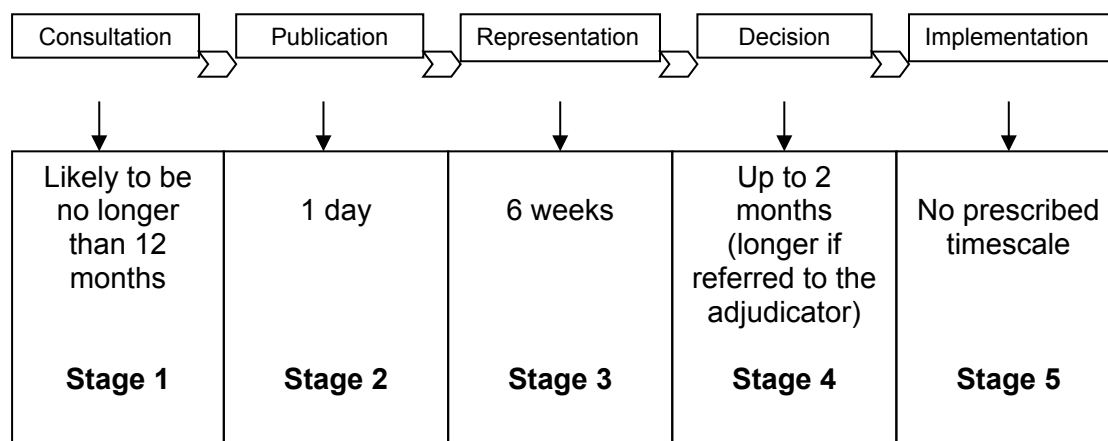 Consultation
Publication
Representation
Decision
Implementation
Likely to be
no longer
than 12
months
Stage 1
1 day
Stage 2
6 weeks
Stage 3
Up to 2
months
(longer if
referred to the
adjudicator)
Stage 4
No prescribed
timescale
Stage 5